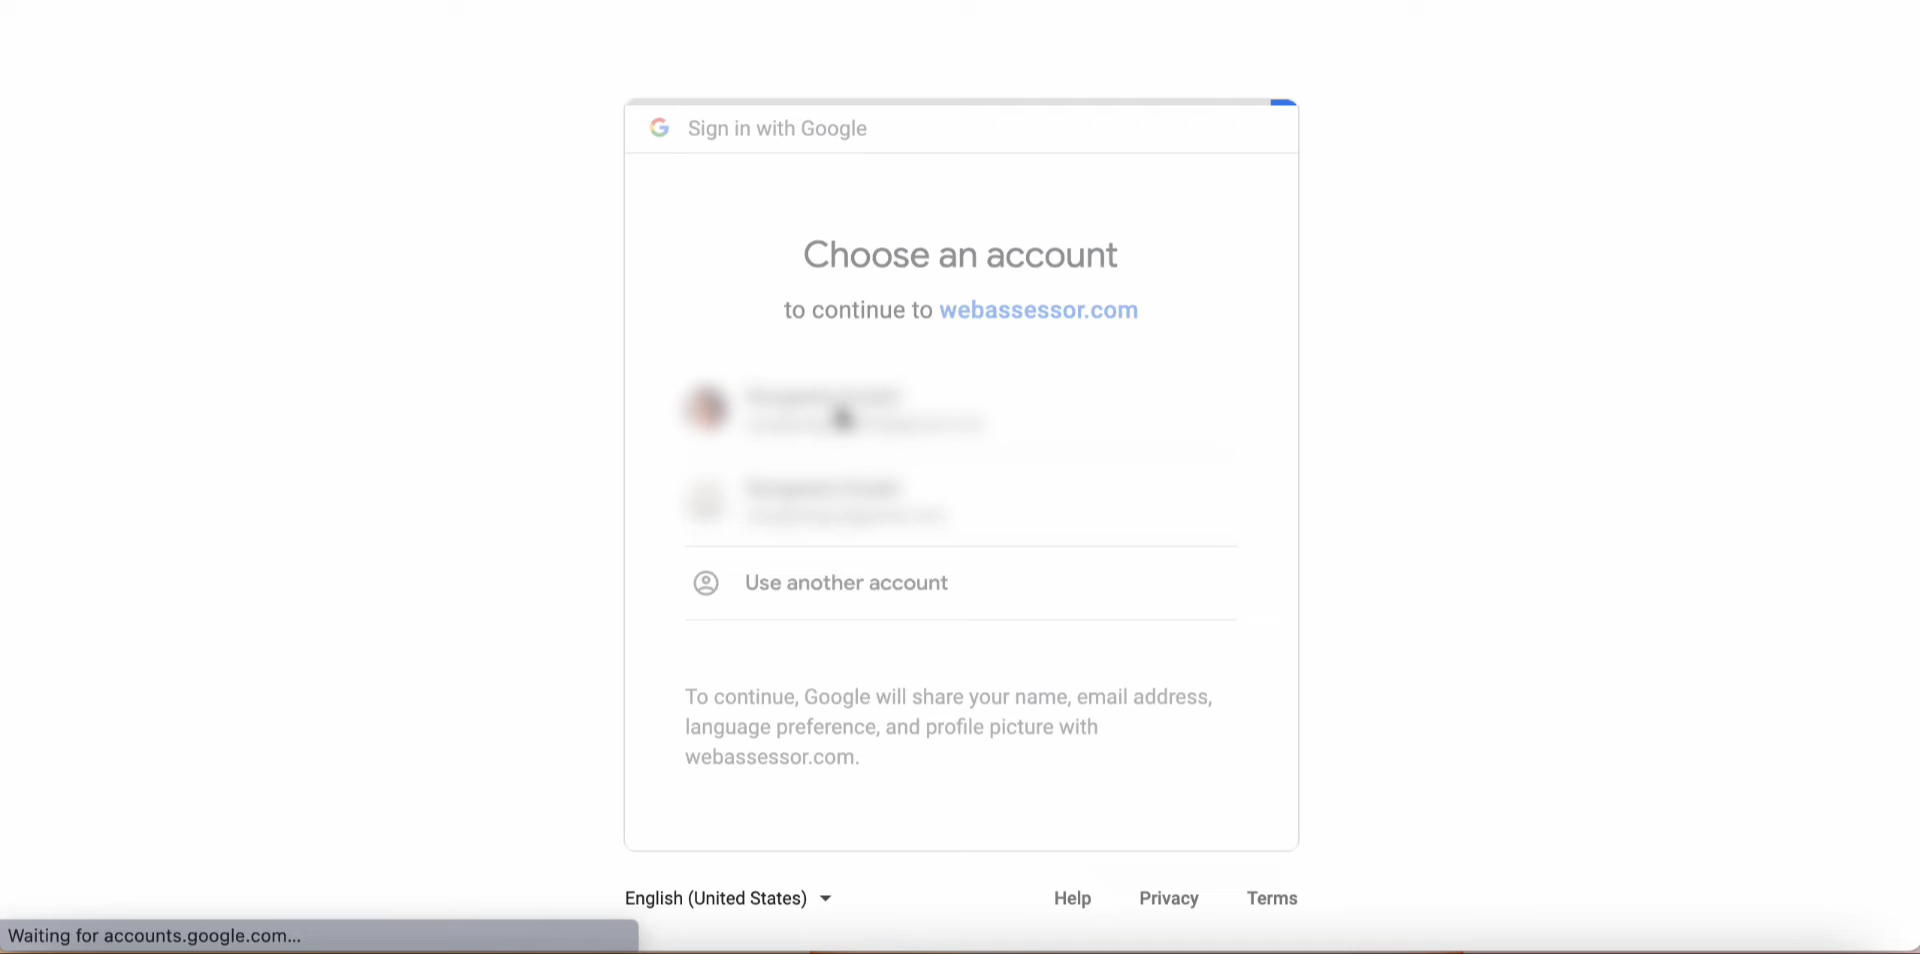 Sign in with Google
Choose an account
to continue to webassessor.com
Use another account
To continue, Google will share your name, email address,
language preference, and profile picture with
webassessor.com.
English (United States)
Help
Privacy
Terms
Waiting for accounts.google.com...